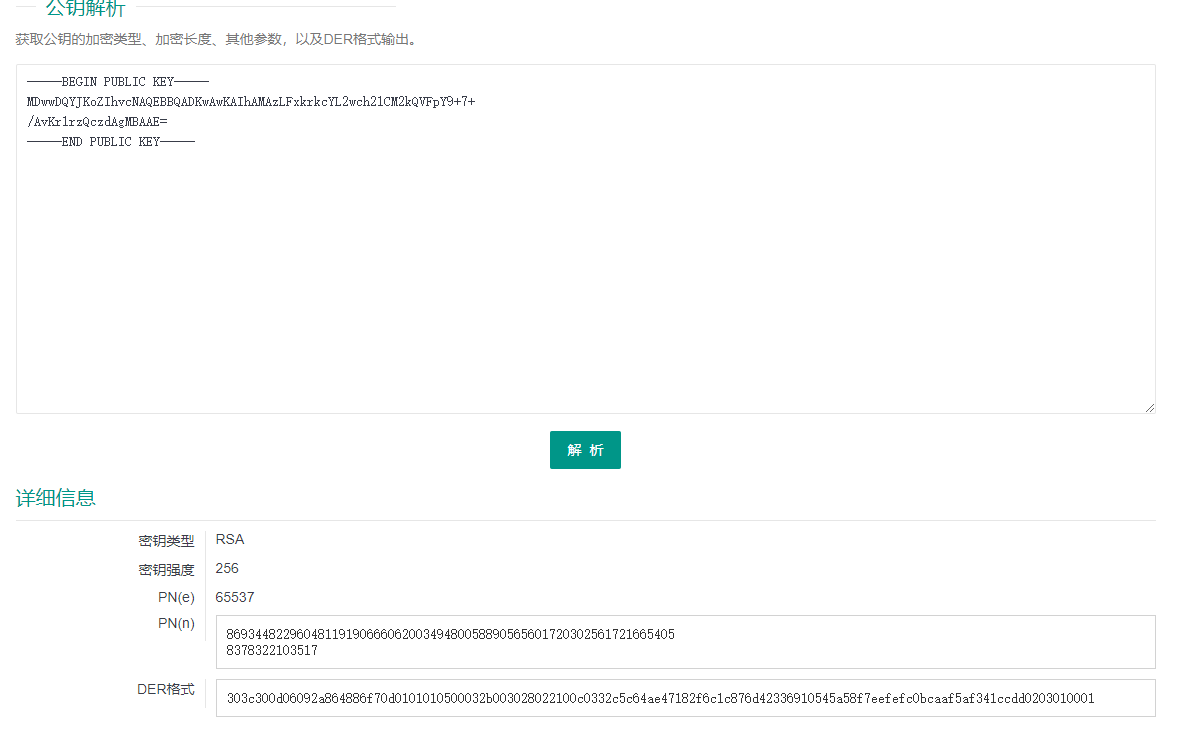 公钥解析
获取公钥的加密类型、加密长度、其他参数，以及DER格式输出。
-----BEGIN PUBLIC KEY-----
MDwwDQYJKoZIhvcNAQEBBQADKwAwKAIhAMAzLFxkrkcYL2wch21CM2kQVFpY9+7+
/AvKr1rzQczdAgMBAAE=
-----END PUBLIC KEY-----
解 析
详细信息
密钥类型 RSA
密钥强度 256
PN(e) 65537
PN(n) 86934482296048119190666062003494800588905656017203025617216654058378322103517
DER格式 303c300d06092a864886f70d0101010500032b003028022100c0332c5c64ae47182f6c1c876d42336910545a58f7eefefc0bcaaf5af341ccdd0203010001